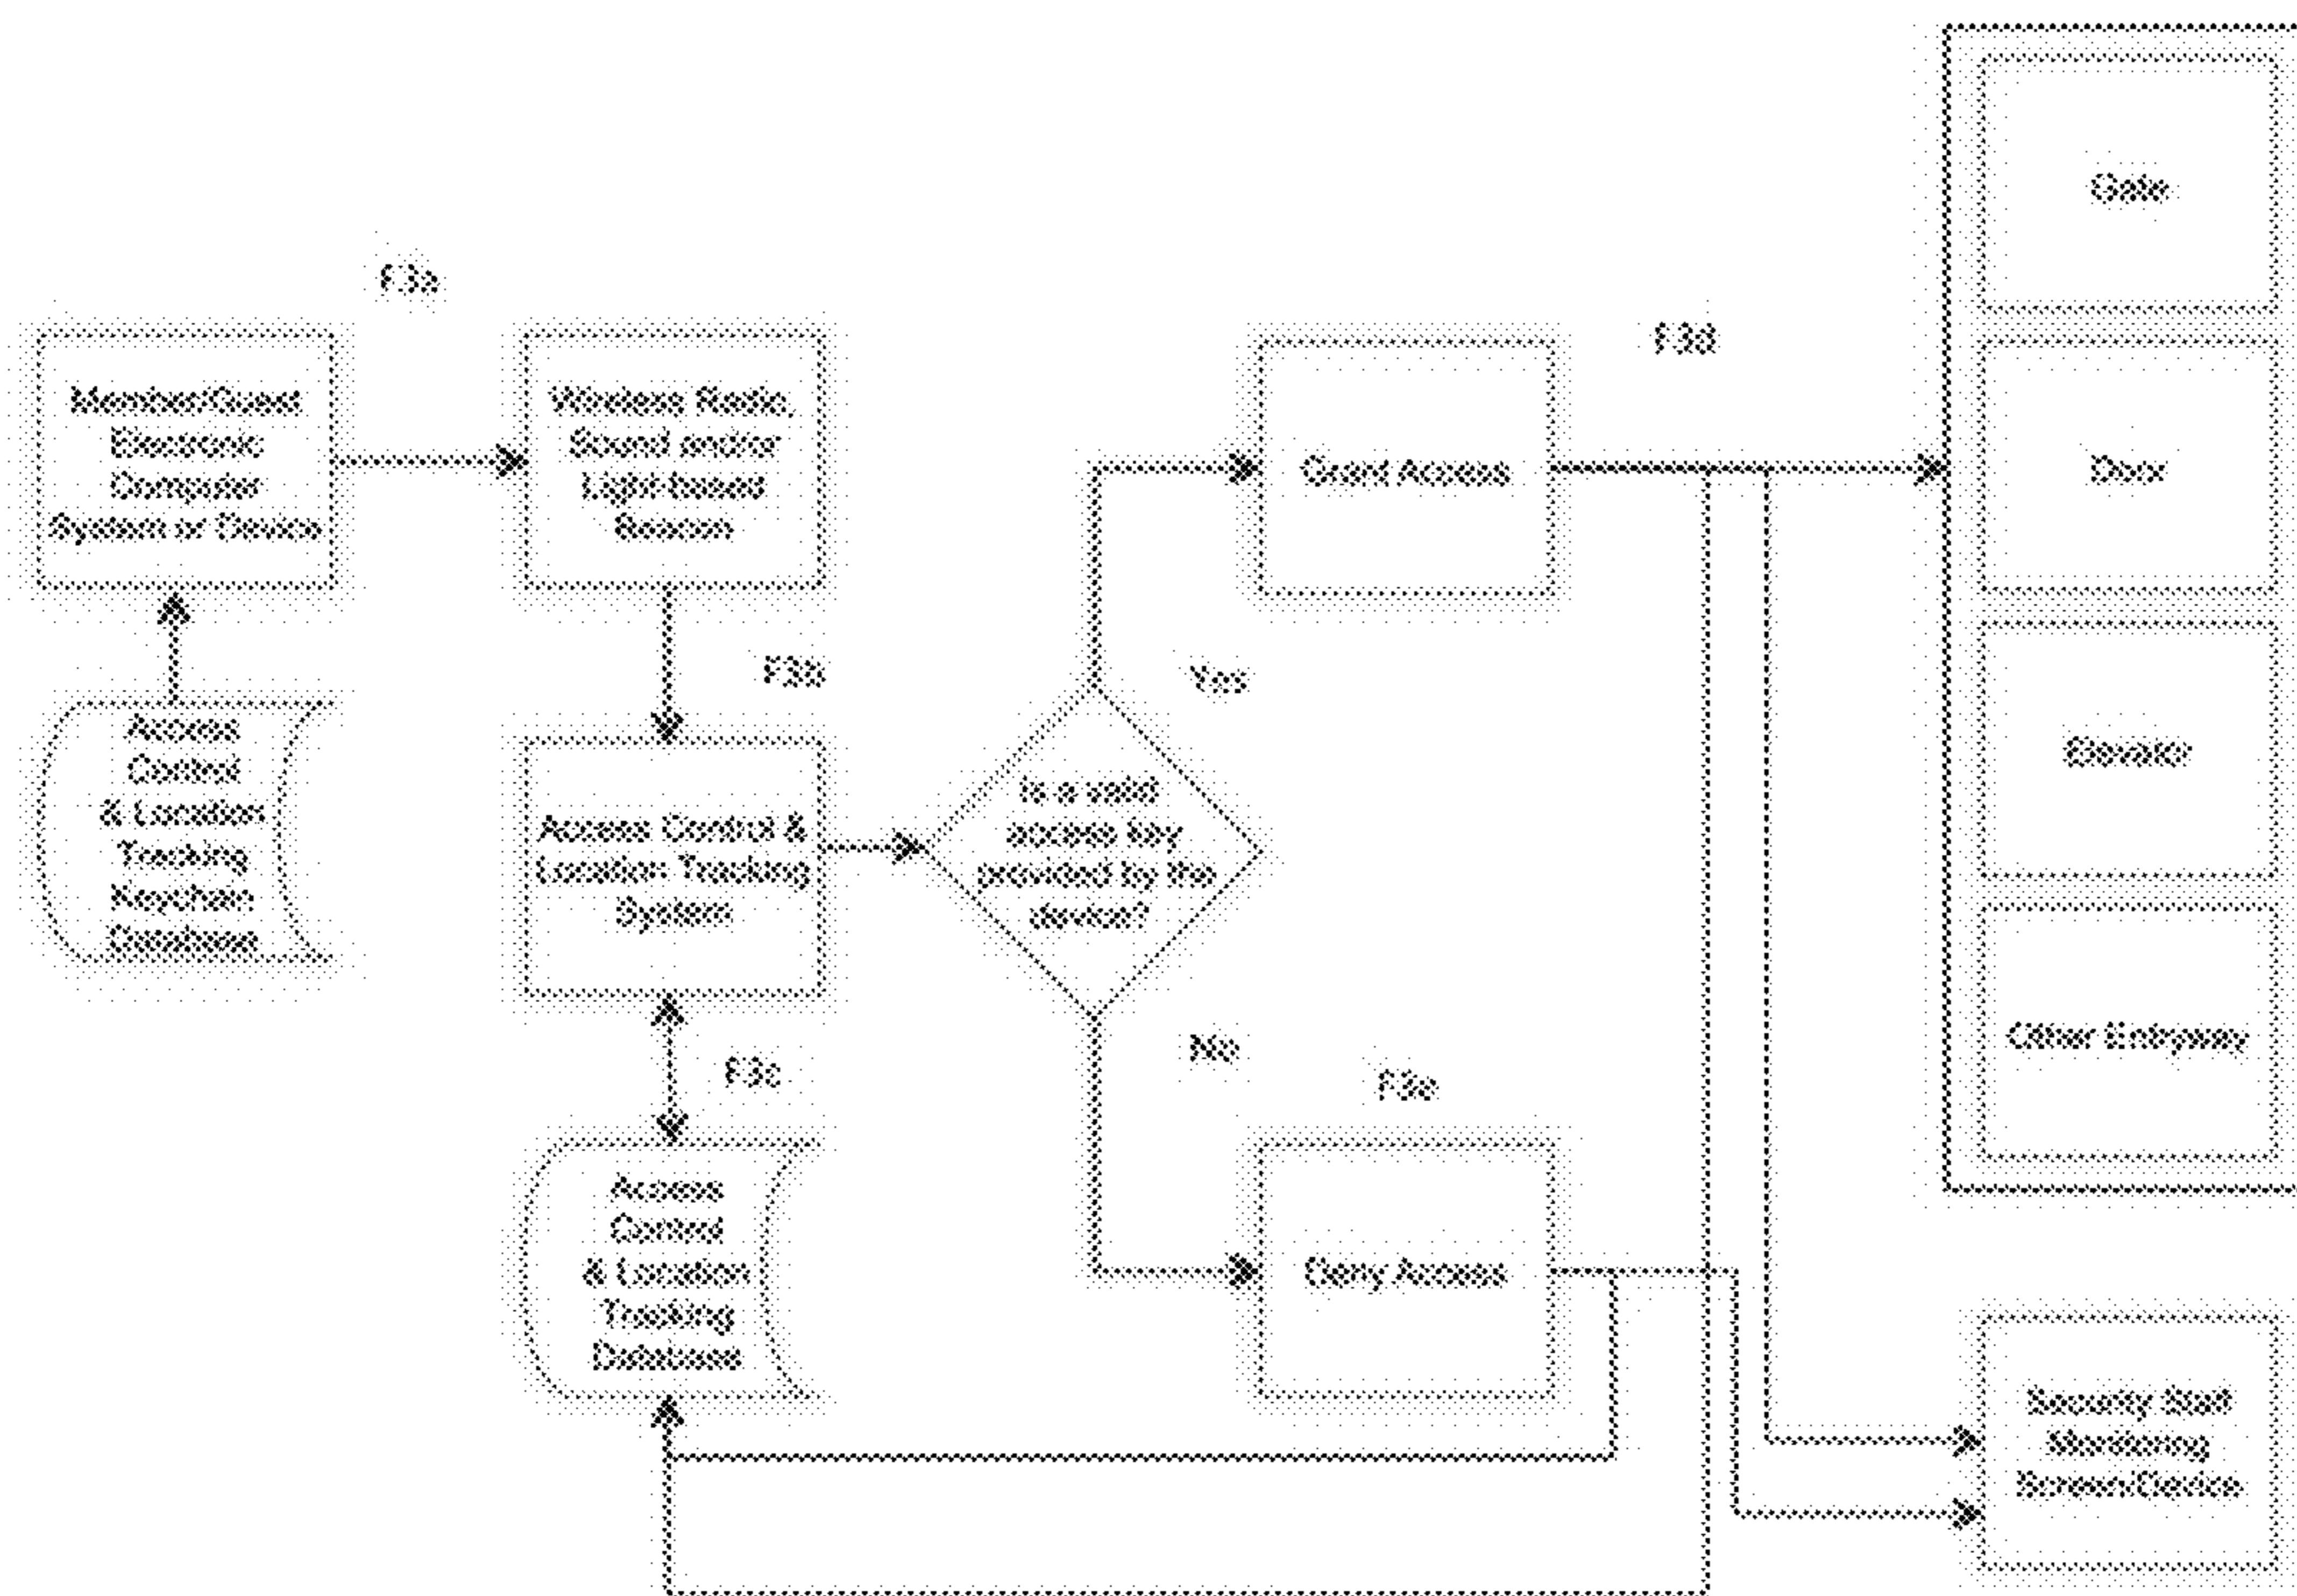 F3a
Member/Guest
Electronic
Computer
System or Device
Wireless Radio,
Sound and/or
Light-based
Beacon
F3b
Access
Control
& Location
Tracking
Keychain
Database
Access Control &
Location Tracking
System
F3c
Access
Control
& Location
Tracking
Database
Is a valid
access key
provided by the
device?
Yes
Grant Access
F3d
No
F3e
Deny Access
Gate
Door
Elevator
Other Entryway
Security Staff
Monitoring
Screen/Device